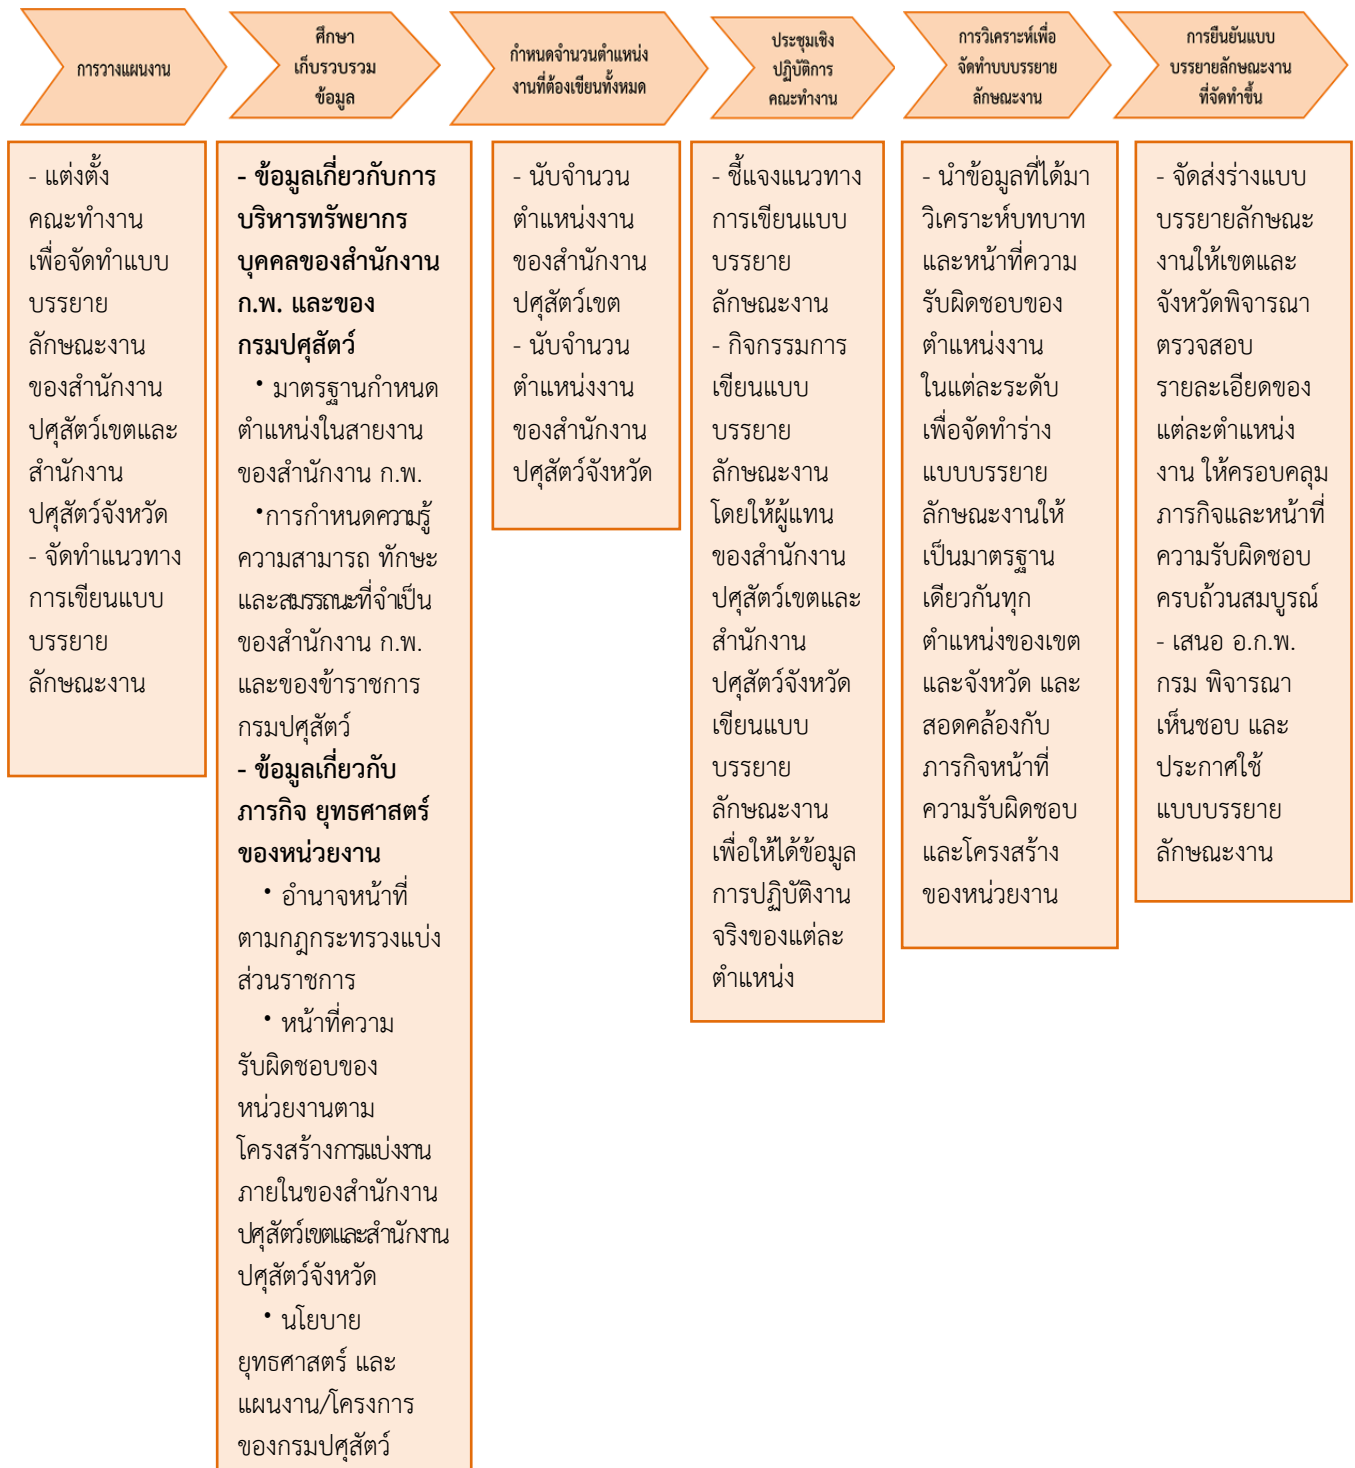 การวางแผนงาน
ศึกษา
เก็บรวบรวม
ข้อมูล
กำหนดจำนวนตำแหน่ง
งานที่ต้องเขียนทั้งหมด
ประชุมเชิง
ปฏิบัติการ
คณะทำงาน
การวิเคราะห์เพื่อ
จัดทำบบบรรยาย
ลักษณะงาน
การยืนยันแบบ
บรรยายลักษณะงาน
ที่จัดทำขึ้น
- แต่งตั้ง
คณะทำงาน
เพื่อจัดทำแบบ
บรรยาย
ลักษณะงาน
ของสำนักงาน
ปศุสัตว์เขตและ
สำนักงาน
ปศุสัตว์จังหวัด
- จัดทำแนวทาง
การเขียนแบบ
บรรยาย
ลักษณะงาน
- ข้อมูลเกี่ยวกับการ
บริหารทรัพยากร
บุคคลของสำนักงาน
ก.พ. และของ
กรมปศุสัตว์
• มาตรฐานกำหนด
ตำแหน่งในสายงาน
ของสำนักงาน ก.พ.
•การกำหนดความรู้
ความสามารถ ทักษะ
และสมรรถนะที่จำเป็น
ของสำนักงาน ก.พ.
และของข้าราชการ
กรมปศุสัตว์
- ข้อมูลเกี่ยวกับ
ภารกิจ ยุทธศาสตร์
ของหน่วยงาน
• อำนาจหน้าที่
ตามกฎกระทรวงแบ่ง
ส่วนราชการ
• หน้าที่ความ
รับผิดชอบของ
หน่วยงานตาม
โครงสร้างการแบ่งงาน
ภายในของสำนักงาน
ปศุสัตว์เขตและสำนักงาน
ปศุสัตว์จังหวัด
• นโยบาย
ยุทธศาสตร์ และ
แผนงาน/โครงการ
ของกรมปศุสัตว์
- นับจำนวน
ตำแหน่งงาน
ของสำนักงาน
ปศุสัตว์เขต
- นับจำนวน
ตำแหน่งงาน
ของสำนักงาน
ปศุสัตว์จังหวัด
- ชี้แจงแนวทาง
การเขียนแบบ
บรรยาย
ลักษณะงาน
- กิจกรรมการ
เขียนแบบ
บรรยาย
ลักษณะงาน
โดยให้ผู้แทน
ของสำนักงาน
ปศุสัตว์เขตและ
สำนักงาน
ปศุสัตว์จังหวัด
เขียนแบบ
บรรยาย
ลักษณะงาน
เพื่อให้ได้ข้อมูล
การปฏิบัติงาน
จริงของแต่ละ
ตำแหน่ง
- นำข้อมูลที่ได้มา
วิเคราะห์บทบาท
และหน้าที่ความ
รับผิดชอบของ
ตำแหน่งงาน
ในแต่ละระดับ
เพื่อจัดทำร่าง
แบบบรรยาย
ลักษณะงานให้
เป็นมาตรฐาน
เดียวกันทุก
ตำแหน่งของเขต
และจังหวัด และ
สอดคล้องกับ
ภารกิจหน้าที่
ความรับผิดชอบ
และโครงสร้าง
ของหน่วยงาน
- จัดส่งร่างแบบ
บรรยายลักษณะ
งานให้เขตและ
จังหวัดพิจารณา
ตรวจสอบ
รายละเอียดของ
แต่ละตำแหน่ง
งาน ให้ครอบคลุม
ภารกิจและหน้าที่
ความรับผิดชอบ
ครบถ้วนสมบูรณ์
- เสนอ อ.ก.พ.
กรม พิจารณา
เห็นชอบ และ
ประกาศใช้
แบบบรรยาย
ลักษณะงาน